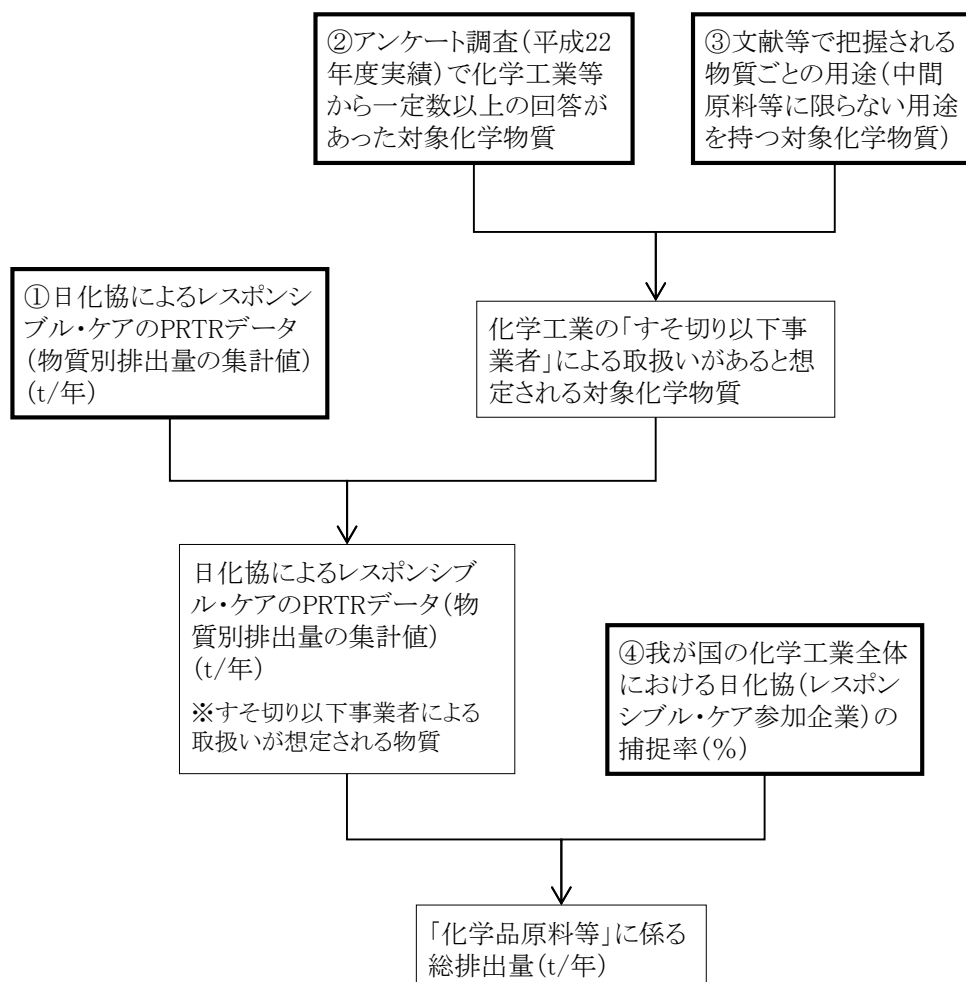 ②アンケート調査(平成22
年度実績)で化学工業等
から一定数以上の回答が
あった対象化学物質
③文献等で把握される
物質ごとの用途(中間
原料等に限らない用途
を持つ対象化学物質)
①日化協によるレスポンシ
ブル・ケアのPRTRデータ
(物質別排出量の集計値)
(t/年)
化学工業の「すそ切り以下事
業者」による取扱いがあると想
定される対象化学物質
日化協によるレスポンシブ
ル・ケアのPRTRデータ(物
質別排出量の集計値)
(t/年)
※すそ切り以下事業者による
取扱いが想定される物質
④我が国の化学工業全体
における日化協(レスポン
シブル・ケア参加企業)の
捕捉率(%)
「化学品原料等」に係る
総排出量(t/年)